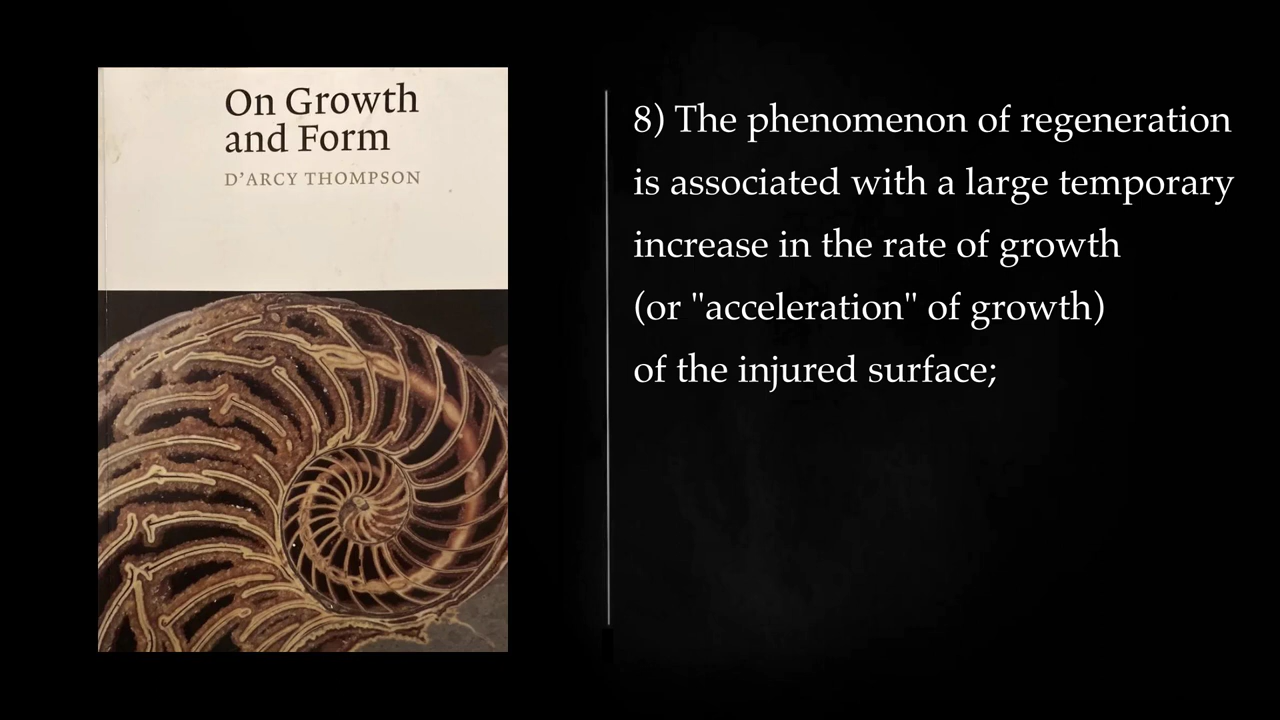 On Growth
and Form
D'ARCY THOMPSON
8) The phenomenon of regeneration
is associated with a large temporary
increase in the rate of growth
(or "acceleration" of growth)
of the injured surface;